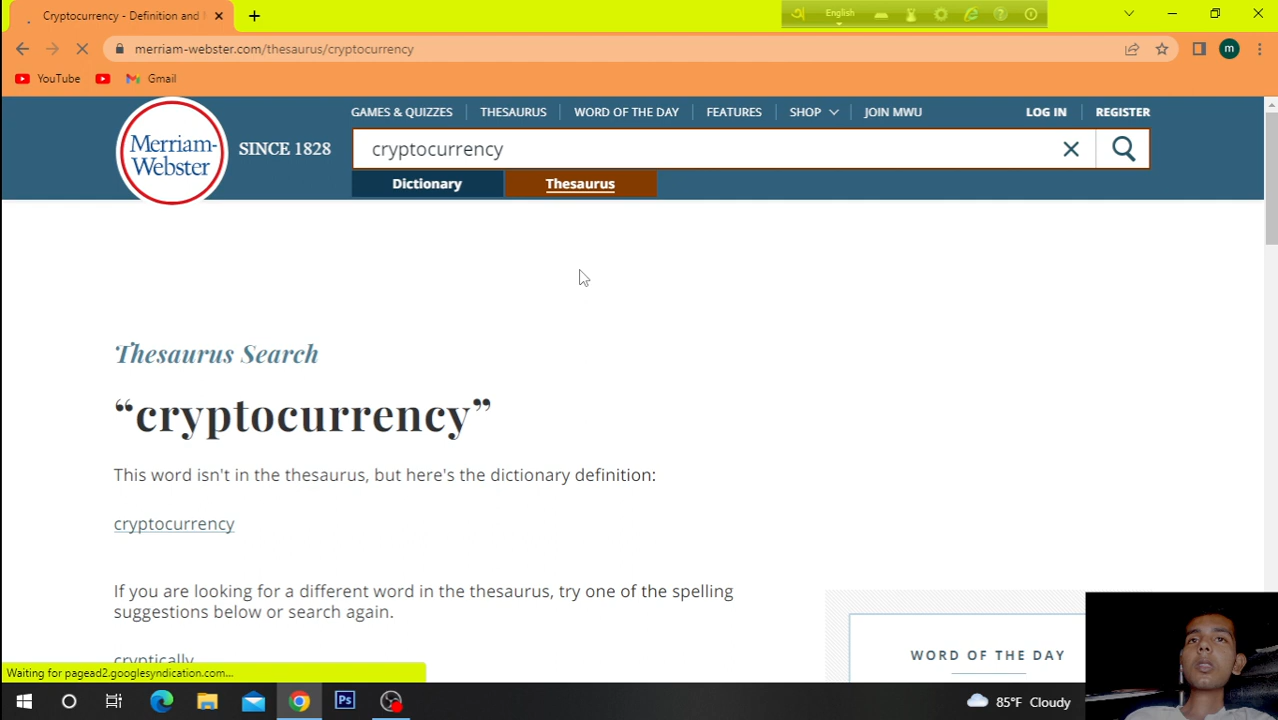 Cryptocurrency - Definition and
English
merriam-webster.com/thesaurus/cryptocurrency
m
YouTube
Gmail
GAMES & QUIZZES
THESAURUS
WORD OF THE DAY
FEATURES
SHOP
JOIN MWU
LOG IN
REGISTER
Merriam-
Webster
SINCE 1828
cryptocurrency
Dictionary
Thesaurus
Thesaurus Search
“cryptocurrency”
This word isn't in the thesaurus, but here's the dictionary definition:
cryptocurrency
If you are looking for a different word in the thesaurus, try one of the spelling
suggestions below or search again.
cryptically
WORD OF THE DAY
Waiting for pagead2.googlesyndication.com...
Ps
85°F Cloudy